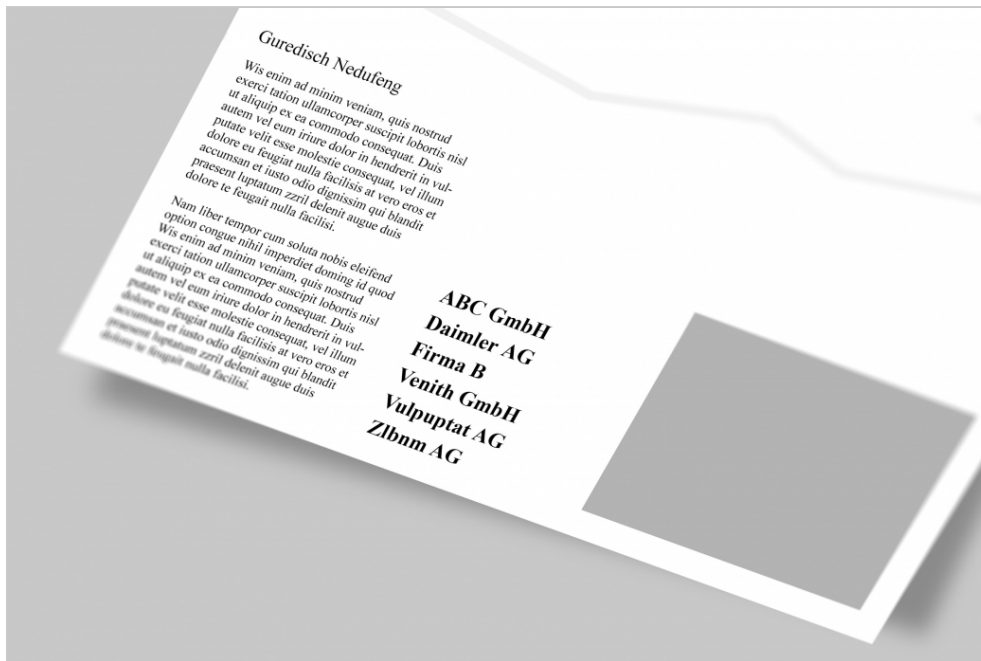 Guredisch Nedufeng
Wis enim ad minim veniam, quis nostrud
exerci tation ullamcorper suscipit lobortis nisl
ut aliquip ex ea commodo consequat. Duis
autem vel eum iriure dolor in hendrerit in vul-
putate velit esse molestie consequat, vel illum
dolore eu feugiat nulla facilisis at vero eros et
accumsan et iusto odio dignissim qui blandit
praesent luptatum zzril delenit augue duis
dolore te feugait nulla facilisi.
Nam liber tempor cum soluta nobis eleifend
option congue nihil imperdiet doming id quod
Wis enim ad minim veniam, quis nostrud
exerci tation ullamcorper suscipit lobortis nisl
ut aliquip ex ea commodo consequat. Duis
autem vel eum iriure dolor in hendrerit in vul-
putate velit esse molestie consequat, vel illum
dolore eu feugiat nulla facilisis at vero eros et
accumsan et iusto odio dignissim qui blandit
praesent luptatum zzril delenit augue duis
dolore te feugait nulla facilisi.
ABC GmbH
Daimler AG
Firma B
Venith GmbH
Vulpuptat AG
Zlbnm AG